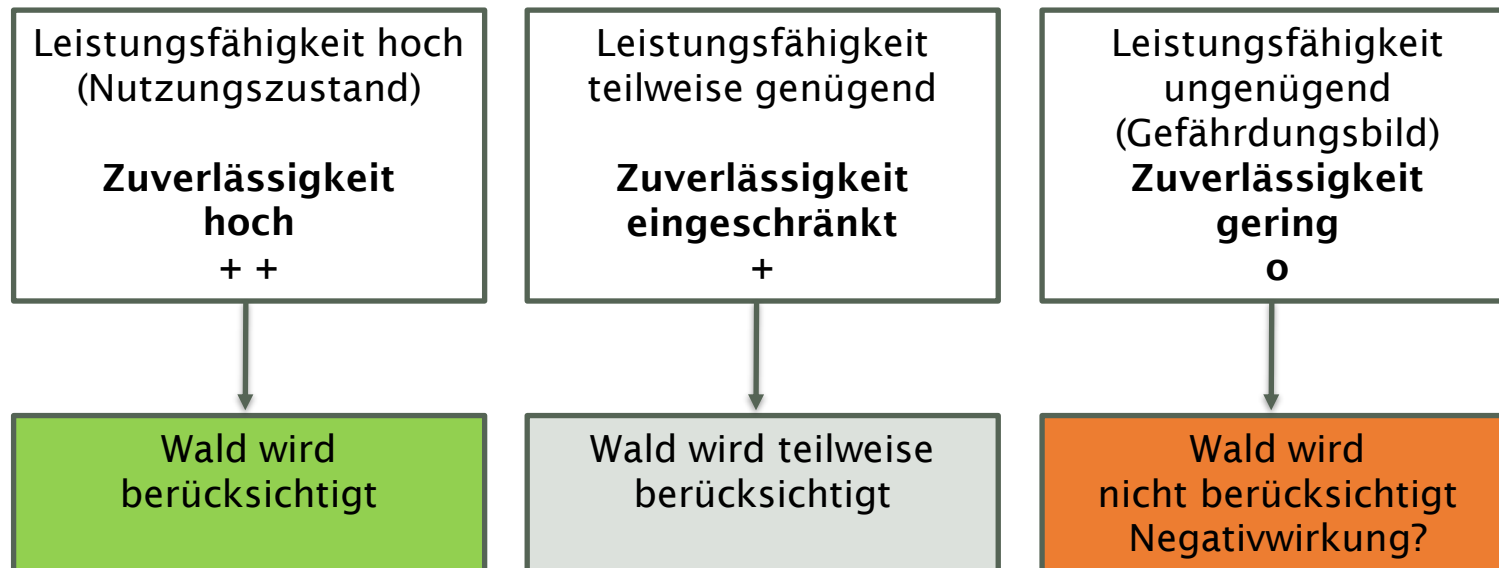 Leistungsfähigkeit hoch
(Nutzungszustand)
Zuverlässigkeit
hoch
+ +
Leistungsfähigkeit
teilweise genügend
Zuverlässigkeit
eingeschränkt
+
Leistungsfähigkeit
ungenügend
(Gefährdungsbild)
Zuverlässigkeit
gering
o
Wald wird
berücksichtigt
Wald wird teilweise
berücksichtigt
Wald wird
nicht berücksichtigt
Negativwirkung?